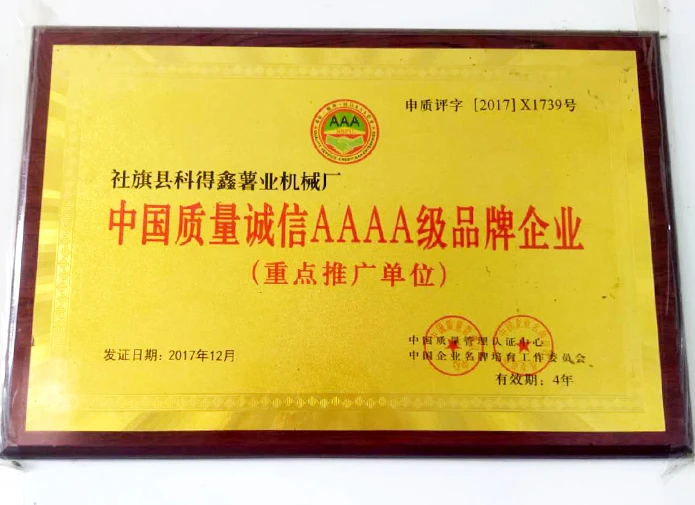 申质评字 [2017] X1739号
AAA
社旗县科得鑫薯业机械厂
中国质量诚信AAAA级品牌企业
(重点推广单位)
发证日期: 2017年12月
中国质量管理认证中心
中国企业名牌培育工作委员会
有效期: 4年